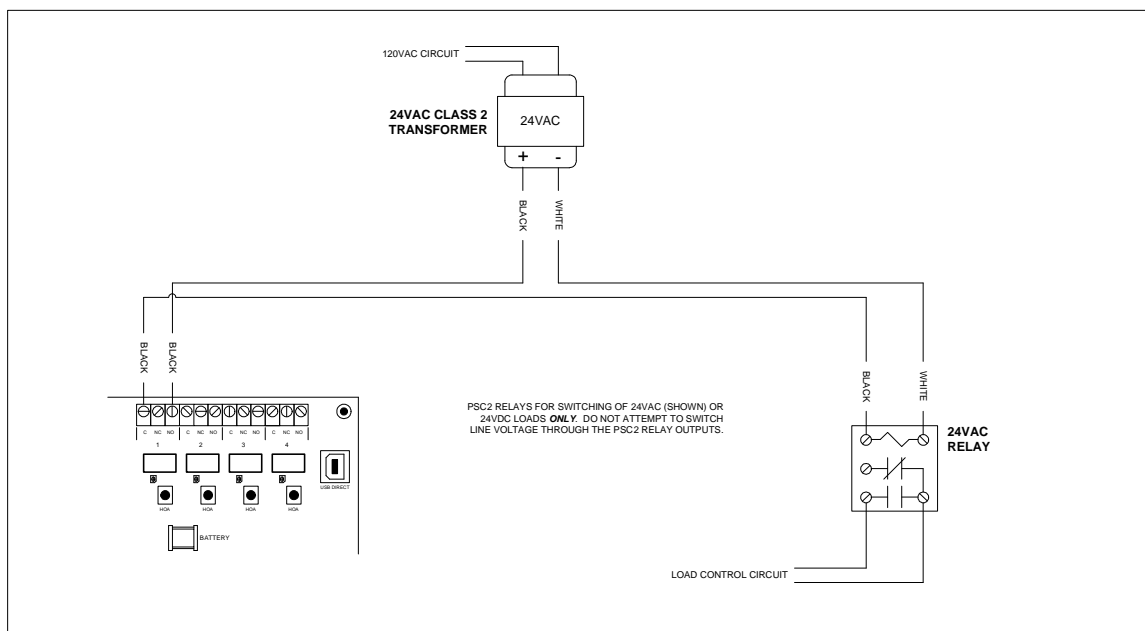 120VAC CIRCUIT
24VAC CLASS 2
TRANSFORMER
24VAC
+ -
BLACK
WHITE
BLACK
BLACK
BLACK
WHITE
PSC2 RELAYS FOR SWITCHING OF 24VAC (SHOWN) OR
24VDC LOADS ONLY. DO NOT ATTEMPT TO SWITCH
LINE VOLTAGE THROUGH THE PSC2 RELAY OUTPUTS.
24VAC
RELAY
C NC NO C NC NO C NC NO C NC NO
1 2 3 4
USB DIRECT
HOA HOA HOA HOA
BATTERY
LOAD CONTROL CIRCUIT